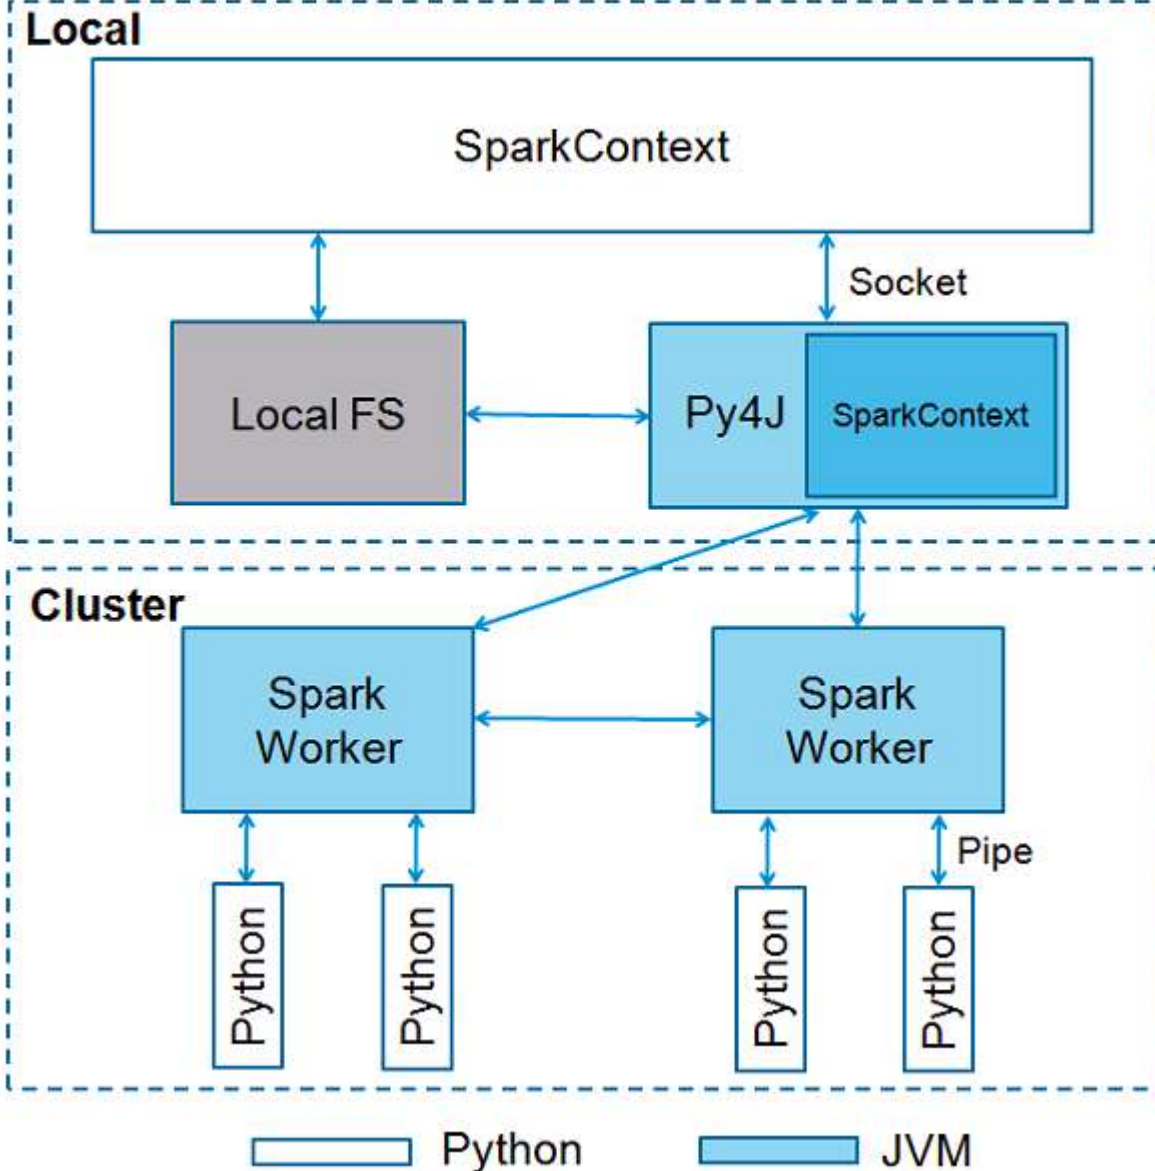 Local
SparkContext
Socket
Local FS
Py4J
SparkContext
Cluster
Spark
Worker
Spark
Worker
Pipe
Python
Python
Python
Python
Python
JVM